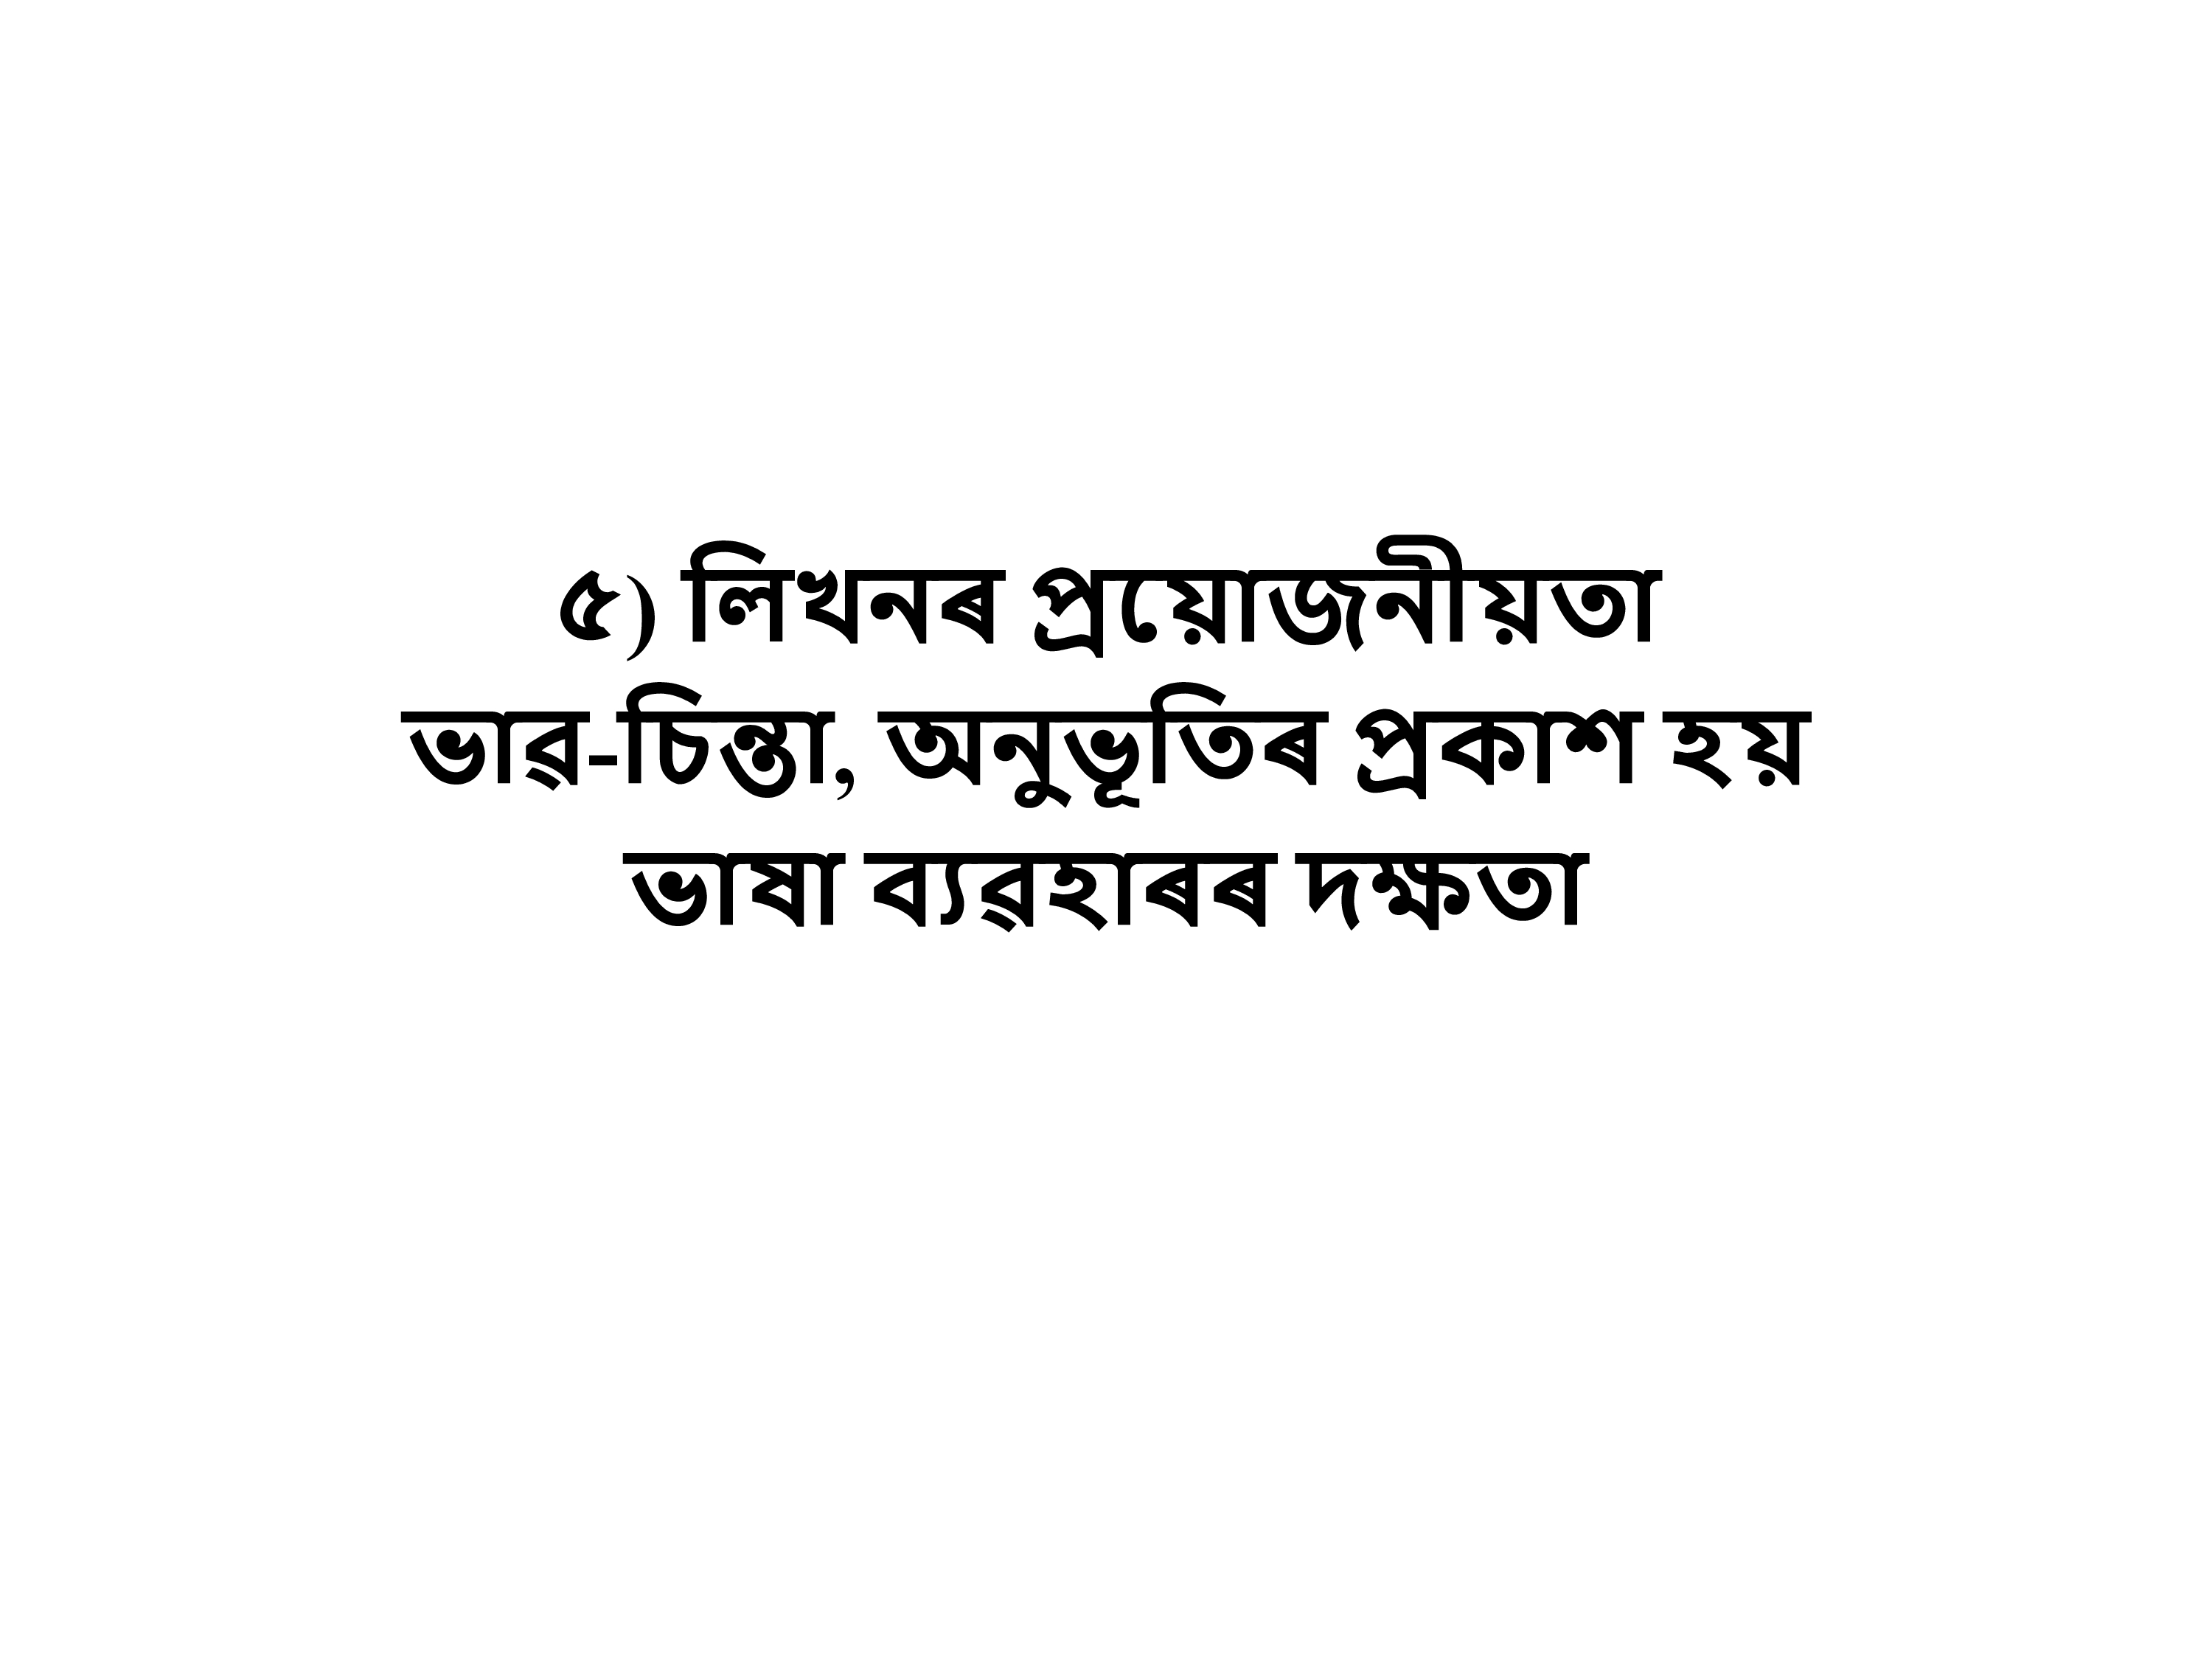 ৫) লিখনৰ প্ৰয়োজনীয়তা
ভাৱ-চিন্তা, অনুভূতিৰ প্ৰকাশ হয়
ভাষা ব্যৱহাৰৰ দক্ষতা